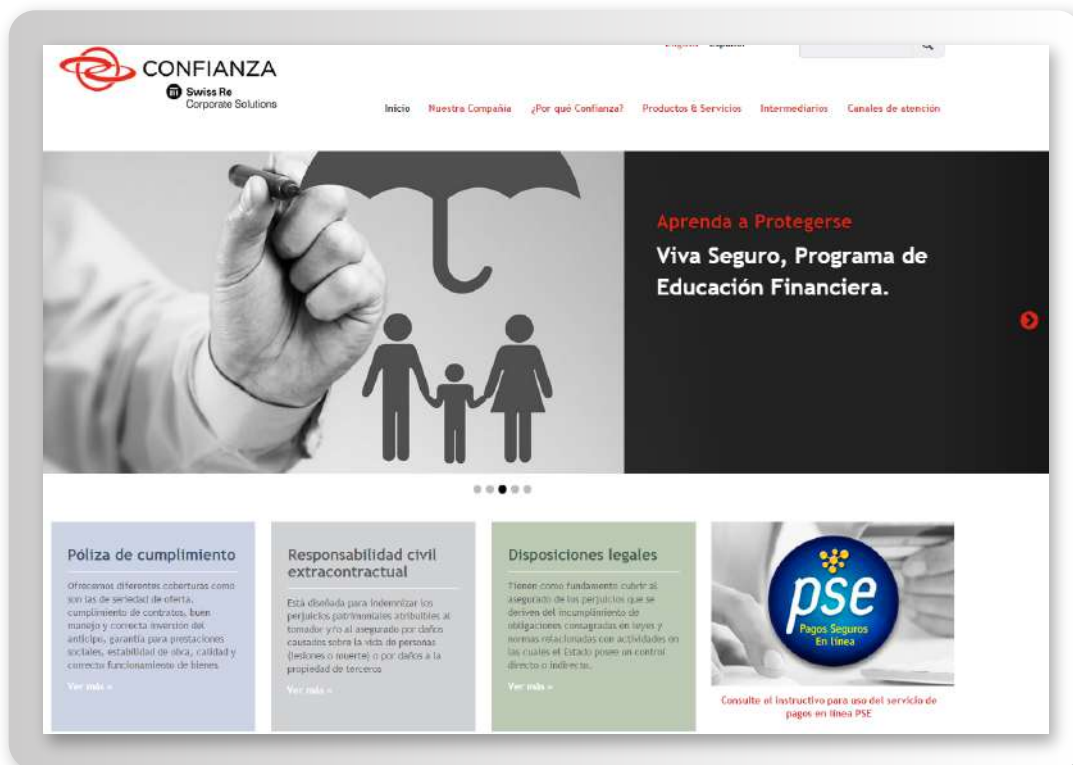 CONFIANZA
Swiss Re
Corporate Solutions
Inicio Nuestra Compañia ¿Por qué Confianza? Productos & Servicios Intermediarios Canales de atención
Aprenda a Protegerse
Viva Seguro, Programa de
Educación Financiera.
Póliza de cumplimiento
Ofrecemos diferentes coberturas como
son las de seriedad de oferta,
cumplimiento de contratos, buen
manejo y correcta inversión del
anticipo, garantía para prestaciones
sociales, estabilidad de obra, calidad y
correcto funcionamiento de bienes
Ver más »
Responsabilidad civil
extracontractual
Está diseñada para indemnizar los
perjuicios patrimoniales atribuibles al
tomador y/o al asegurado por daños
causados sobre la vida de personas
(lesiones o muerte) o por daños a la
propiedad de terceros
Ver más »
Disposiciones legales
Tienen como fundamento cubrir al
asegurado de los perjuicios que se
deriven del incumplimiento de
obligaciones consagradas en leyes y
normas relacionadas con actividades en
las cuales el Estado posee un control
directo o indirecto.
Ver más »
pse
Pagos Seguros
En línea
Consulte el instructivo para uso del servicio de
pagos en línea PSE